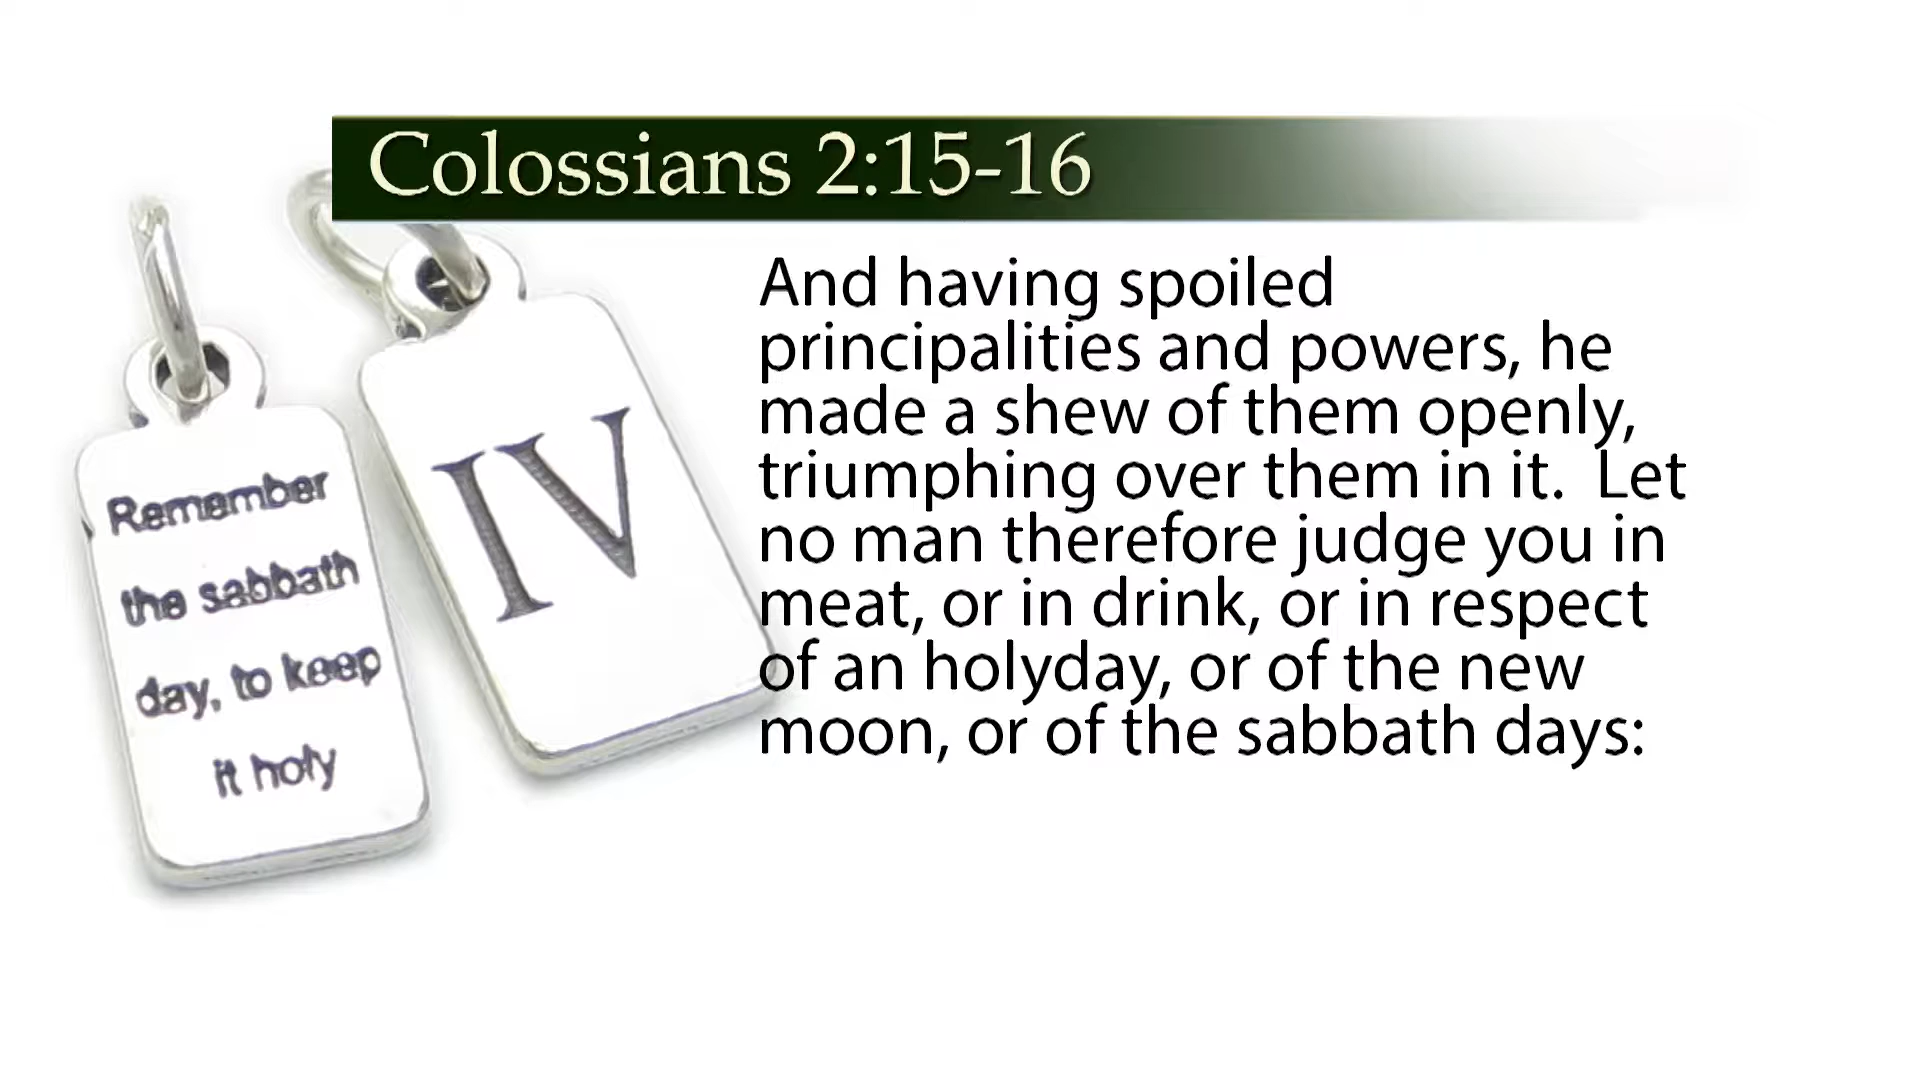 Colossians 2:15-16
Remember
the sabbath
day, to keep
it holy
IV
And having spoiled
principalities and powers, he
made a shew of them openly,
triumphing over them in it.  Let
no man therefore judge you in
meat, or in drink, or in respect
of an holyday, or of the new
moon, or of the sabbath days: